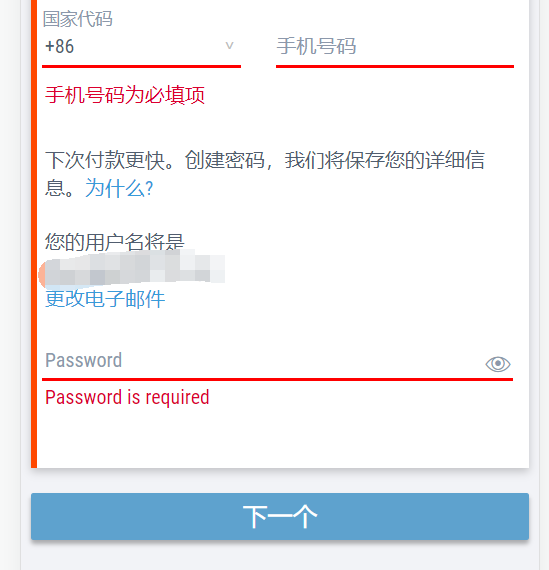 国家代码
+86
手机号码
手机号码为必填项
下次付款更快。创建密码，我们将保存您的详细信
息。为什么?
您的用户名将是
更改电子邮件
Password
Password is required
下一个